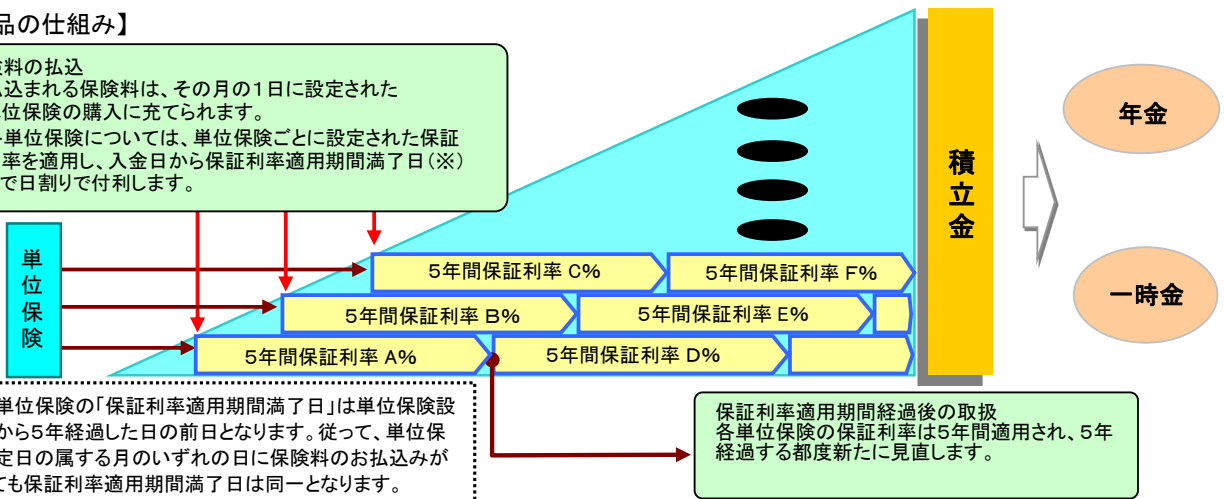 品の仕組み】
険料の払込
込まれる保険料は、その月の1日に設定された
単位保険の購入に充てられます。
各単位保険については、単位保険ごとに設定された保証
率を適用し、入金日から保証利率適用期間満了日(※)
で日割りで付利します。
単位保険
5年間保証利率 C%
5年間保証利率 F%
5年間保証利率 B%
5年間保証利率 E%
5年間保証利率 A%
5年間保証利率 D%
積立金
年金
一時金
単位保険の「保証利率適用期間満了日」は単位保険設
から5年経過した日の前日となります。従って、単位保
定日の属する月のいずれの日に保険料のお払込みが
ても保証利率適用期間満了日は同一となります。
保証利率適用期間経過後の取扱
各単位保険の保証利率は5年間適用され、5年
経過する都度新たに見直します。